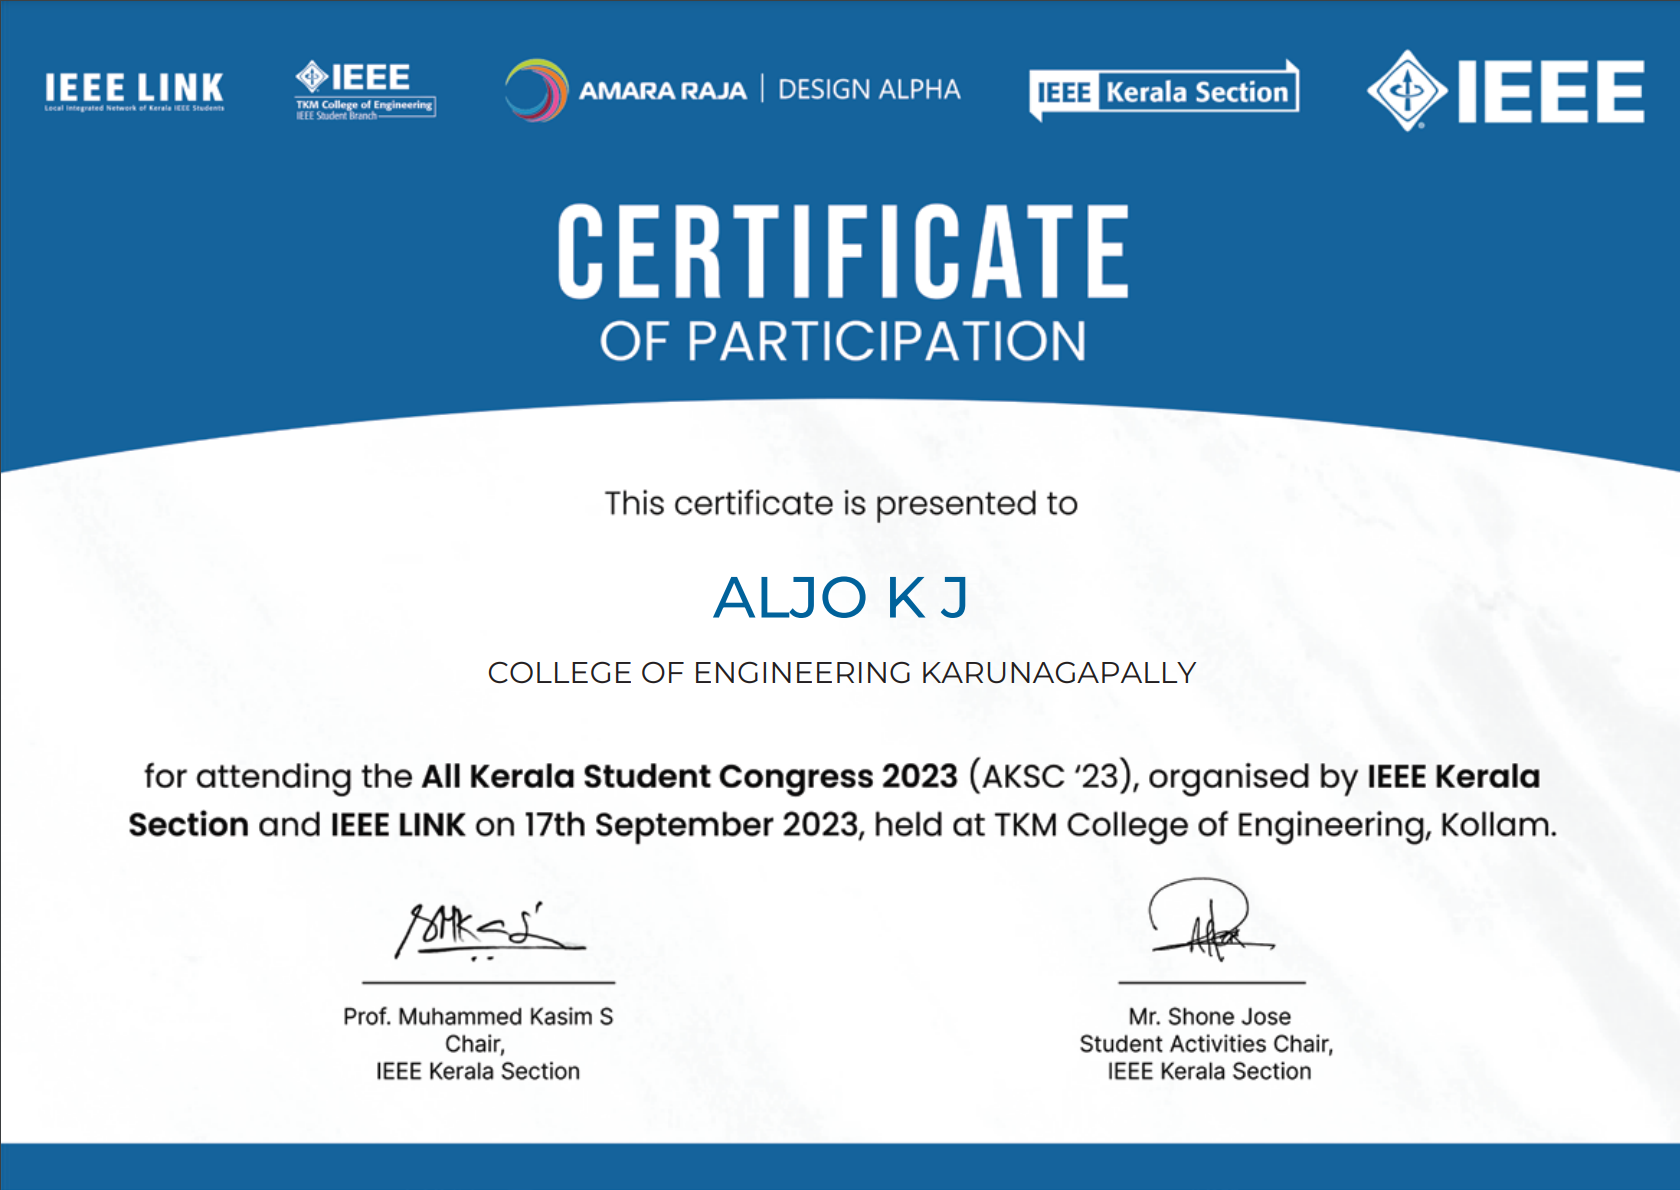 IEEE LINK
Local Integrated Network of Kerala IEEE Students
IEEE
TKM College of Engineering
IEEE Student Branch
AMARA RAJA | DESIGN ALPHA
IEEE Kerala Section
IEEE
CERTIFICATE
OF PARTICIPATION
This certificate is presented to
ALJO K J
COLLEGE OF ENGINEERING KARUNAGAPALLY
for attending the All Kerala Student Congress 2023 (AKSC ‘23), organised by IEEE Kerala
Section and IEEE LINK on 17th September 2023, held at TKM College of Engineering, Kollam.
Prof. Muhammed Kasim S
Chair,
IEEE Kerala Section
Mr. Shone Jose
Student Activities Chair,
IEEE Kerala Section